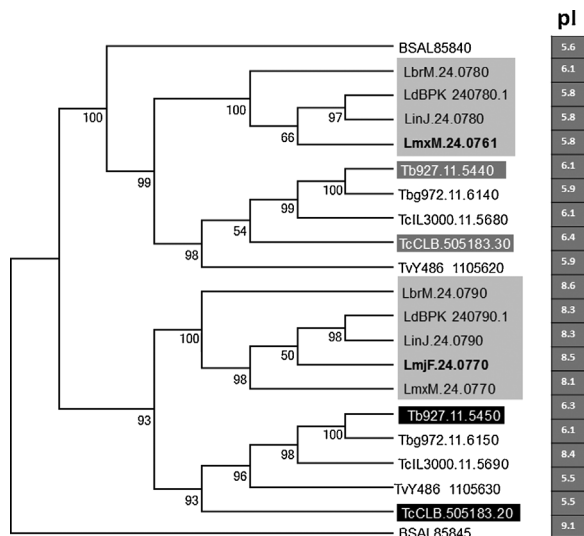 pI
BSAL85840 5.6
LbrM.24.0780 6.1
LdBPK 240780.1 5.8
100 100 97 LinJ.24.0780 5.8
66 LmxM.24.0761 5.8
Tb927.11.5440 6.1
99 100 Tbg972.11.6140 5.9
99 TcIL3000.11.5680 6.1
54 TcCLB.505183.30 6.4
98 TvY486 1105620 5.9
LbrM.24.0790 8.6
LdBPK 240790.1 8.3
100 98 LinJ.24.0790 8.3
50 LmjF.24.0770 8.5
98 LmxM.24.0770 8.1
93 Tb927.11.5450 6.3
100 Tbg972.11.6150 6.1
98 TcIL3000.11.5690 8.4
96 TvY486 1105630 5.5
93 TcCLB.505183.20 5.5
BSAL85845 9.1